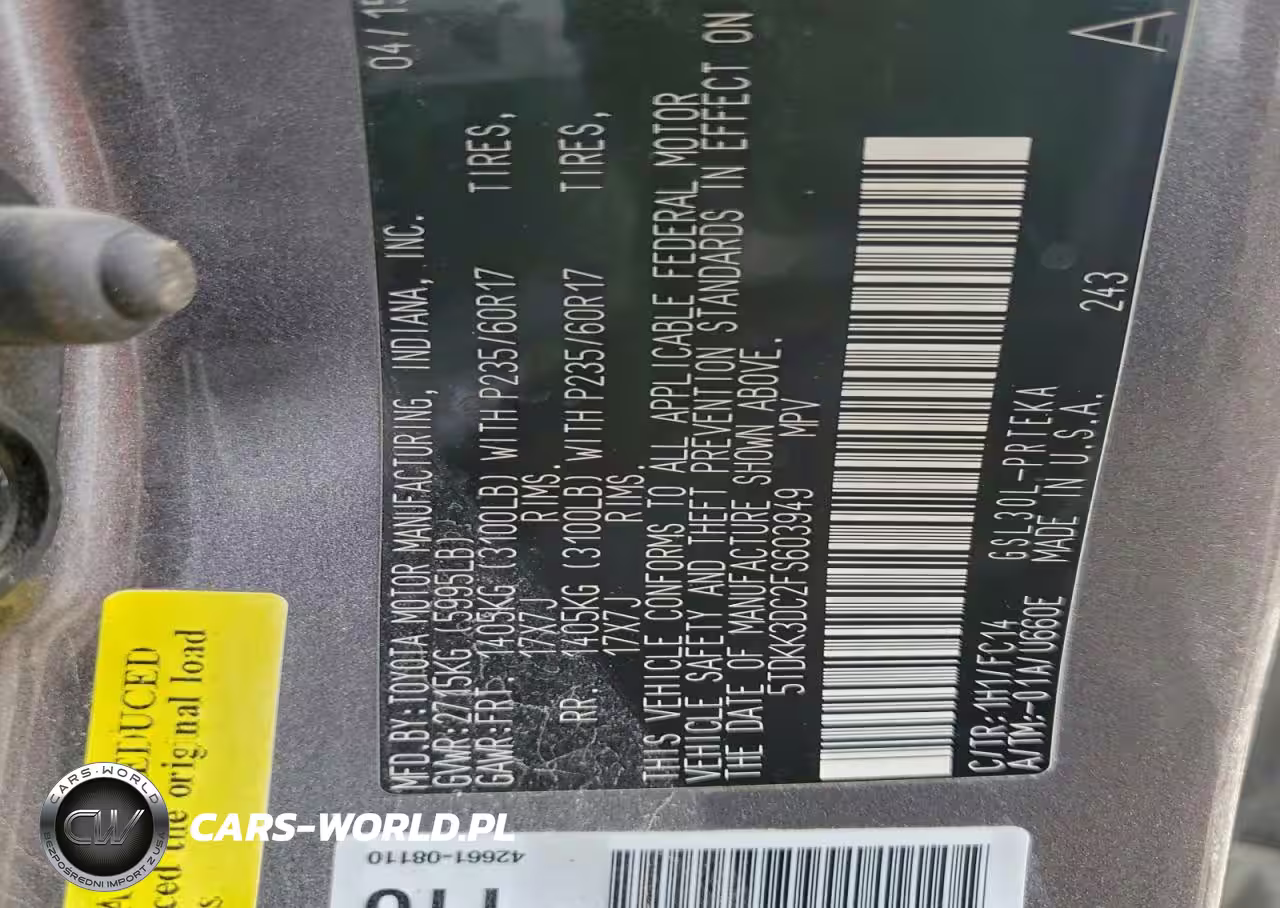 MFD.BY:TOYOTA MOTOR MANUFACTURING, INDIANA, INC. 04/15
GVWR:2715KG (5995LB)
GAWR:FRT. 1405KG (3100LB) WITH P235/60R17 TIRES,
17X7J RIMS.
RR. 1405KG (3100LB) WITH P235/60R17 TIRES,
17X7J RIMS.
THIS VEHICLE CONFORMS TO ALL APPLICABLE FEDERAL MOTOR
VEHICLE SAFETY AND THEFT PREVENTION STANDARDS IN EFFECT ON
THE DATE OF MANUFACTURE SHOWN ABOVE.
5TDKK3DC2FS603949 MPV
C/TR:1H1/FC14 GSL30L-PRTEKA 243
A/TM:-01A/U660E MADE IN U.S.A.
A
EDUCED
the original load
42661-08110
CARS-WORLD
CW
BEZPOŚREDNI IMPORT Z USA
CARS-WORLD.PL